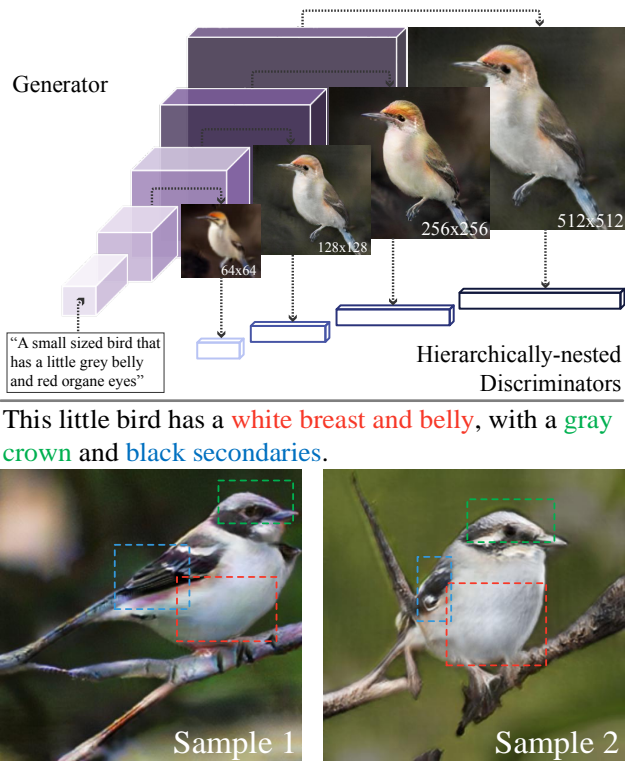 Generator
64x64
128x128
256x256
512x512
“A small sized bird that
has a little grey belly
and red organe eyes”
Hierarchically-nested
Discriminators
This little bird has a white breast and belly, with a gray
crown and black secondaries.
Sample 1
Sample 2